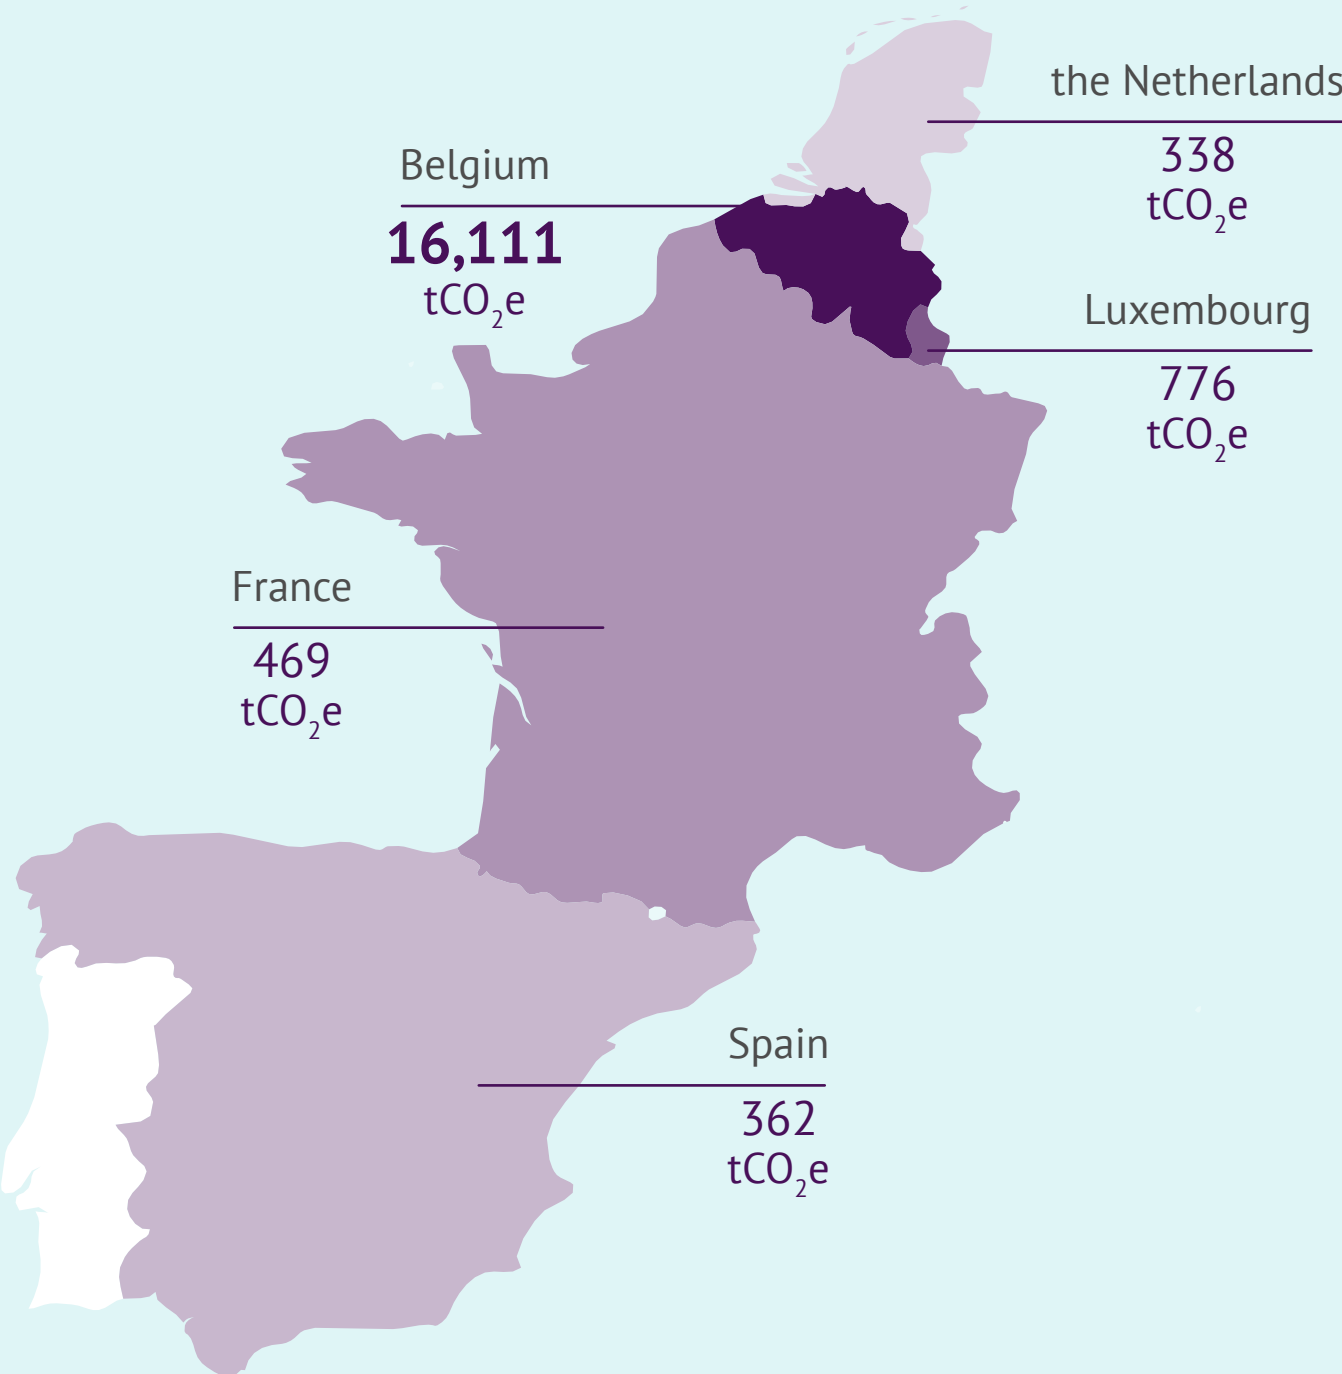 the Netherlands
338
tCO₂e
Belgium
16,111
tCO₂e
Luxembourg
776
tCO₂e
France
469
tCO₂e
Spain
362
tCO₂e